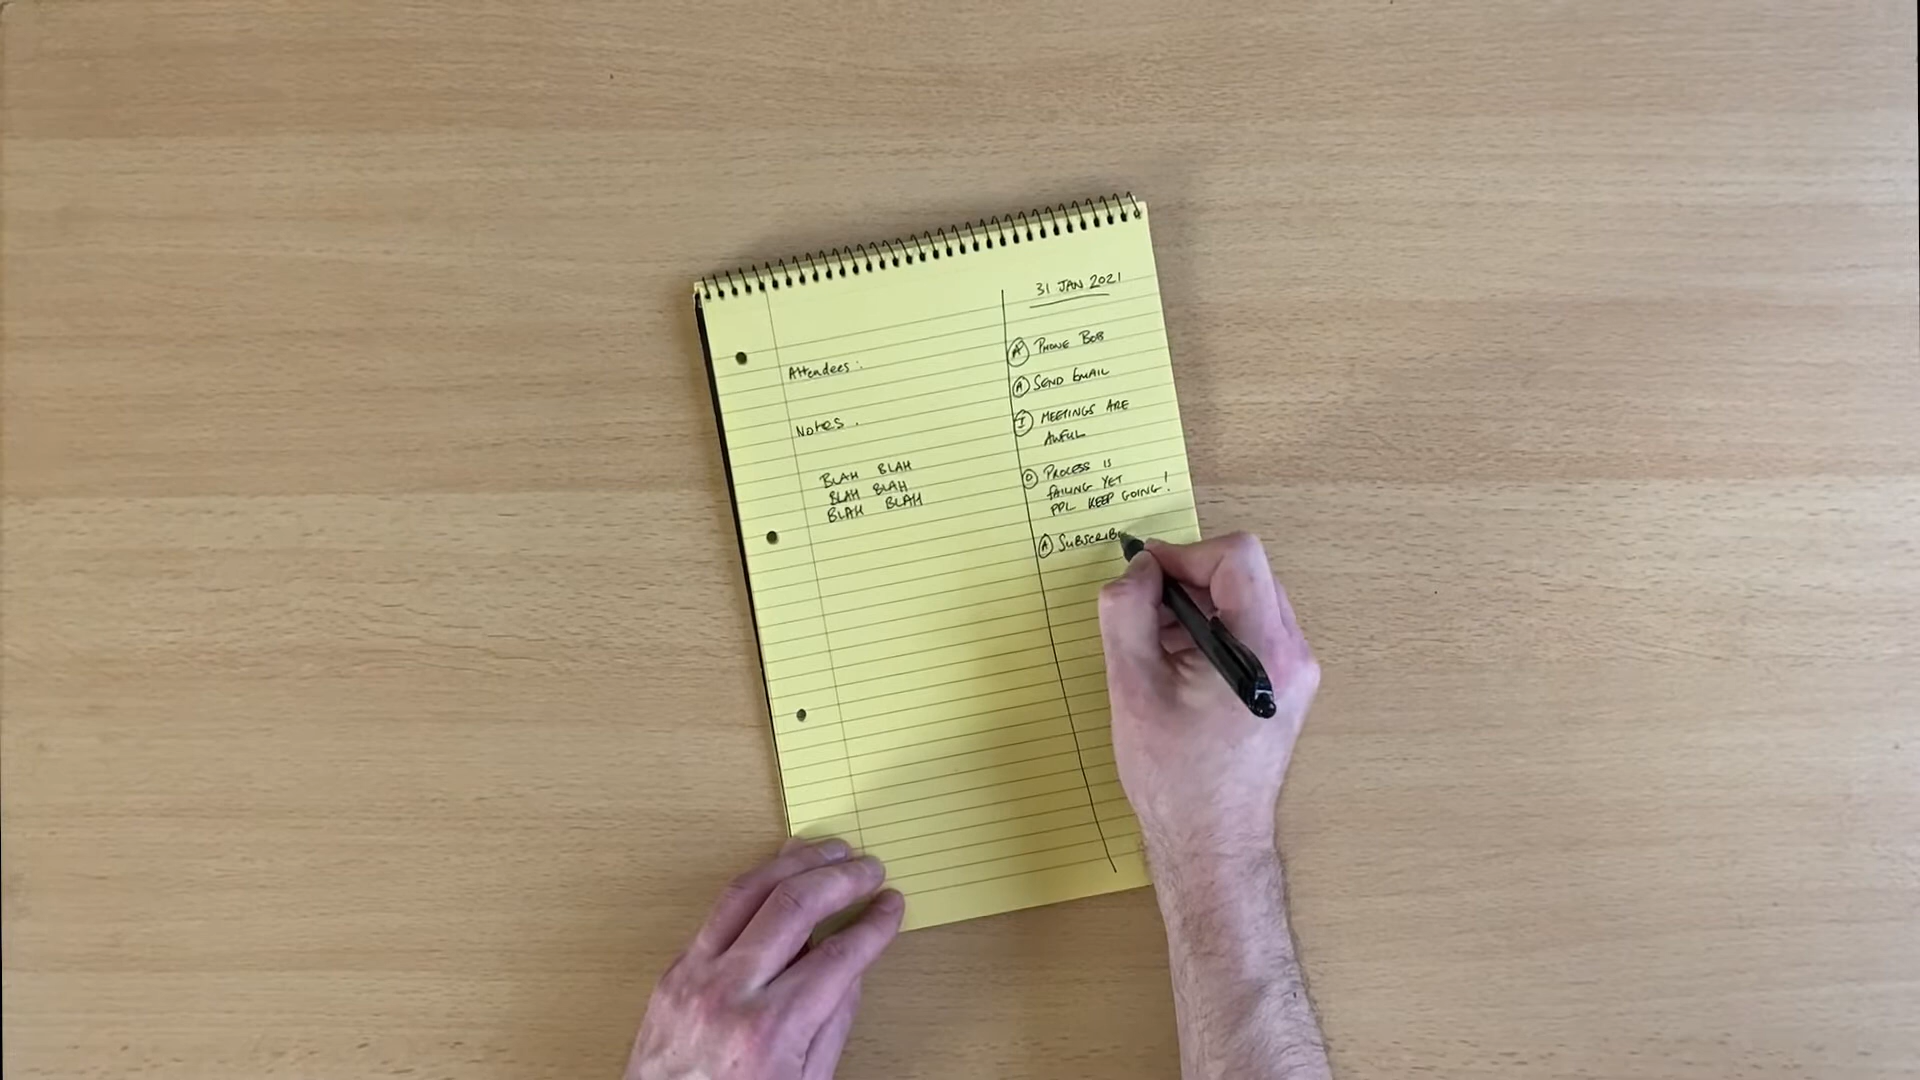 31 JAN 2021
Attendees :
Notes .
BLAH BLAH
BLAH BLAH
BLAH BLAH
A PHONE BOB
A SEND EMAIL
I MEETINGS ARE
AWFUL
O PROCESS IS
FAILING YET
PPL KEEP GOING!
A SUBSCRIBE